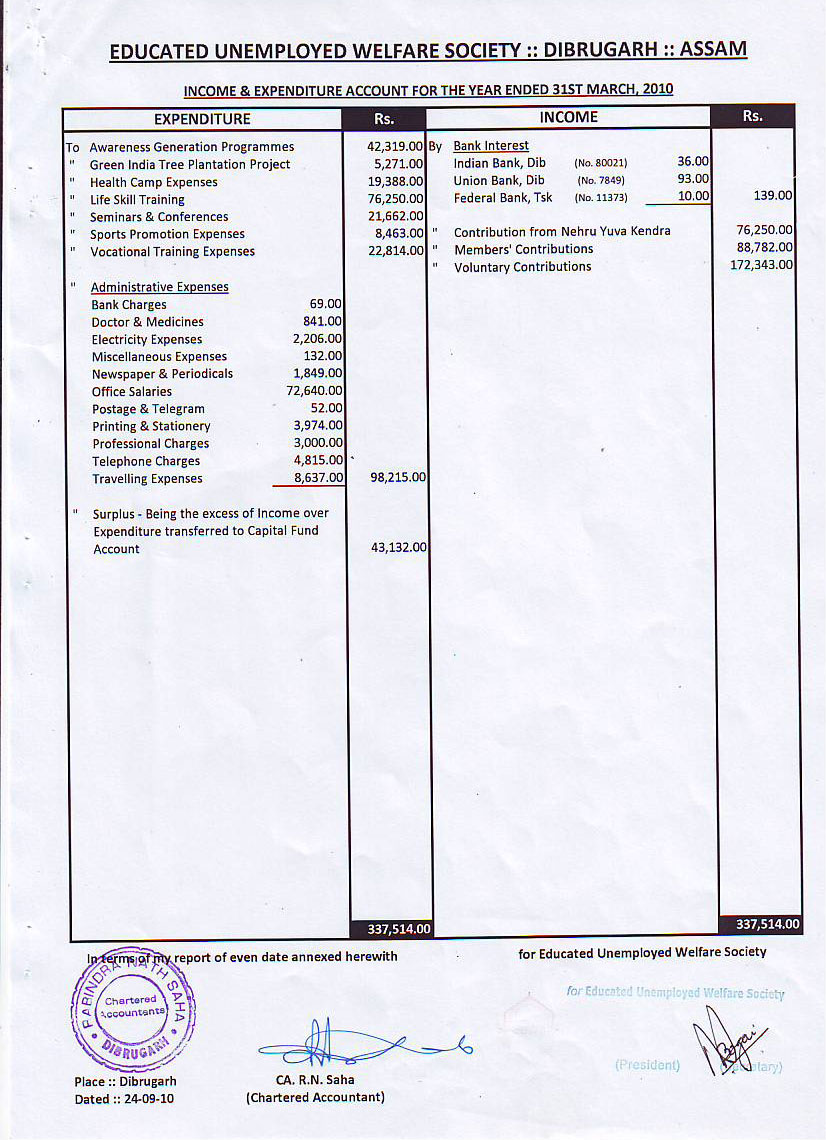 EDUCATED UNEMPLOYED WELFARE SOCIETY :: DIBRUGARH :: ASSAM
INCOME & EXPENDITURE ACCOUNT FOR THE YEAR ENDED 31ST MARCH, 2010
EXPENDITURE Rs. INCOME Rs.
To Awareness Generation Programmes 42,319.00 By Bank Interest
" Green India Tree Plantation Project 5,271.00 Indian Bank, Dib (No. 80021) 36.00
" Health Camp Expenses 19,388.00 Union Bank, Dib (No. 7849) 93.00
" Life Skill Training 76,250.00 Federal Bank, Tsk (No. 11373) 10.00 139.00
" Seminars & Conferences 21,662.00
" Sports Promotion Expenses 8,463.00 " Contribution from Nehru Yuva Kendra 76,250.00
" Vocational Training Expenses 22,814.00 " Members' Contributions 88,782.00
" Voluntary Contributions 172,343.00
" Administrative Expenses
Bank Charges 69.00
Doctor & Medicines 841.00
Electricity Expenses 2,206.00
Miscellaneous Expenses 132.00
Newspaper & Periodicals 1,849.00
Office Salaries 72,640.00
Postage & Telegram 52.00
Printing & Stationery 3,974.00
Professional Charges 3,000.00
Telephone Charges 4,815.00
Travelling Expenses 8,637.00 98,215.00
" Surplus - Being the excess of Income over
Expenditure transferred to Capital Fund
Account 43,132.00
337,514.00 337,514.00
In terms of my report of even date annexed herewith for Educated Unemployed Welfare Society
RABINDRA NATH SAHA
Chartered
Accountants
DIBRUGARH
for Educated Unemployed Welfare Society
(President)
Place :: Dibrugarh CA. R.N. Saha
Dated :: 24-09-10 (Chartered Accountant)